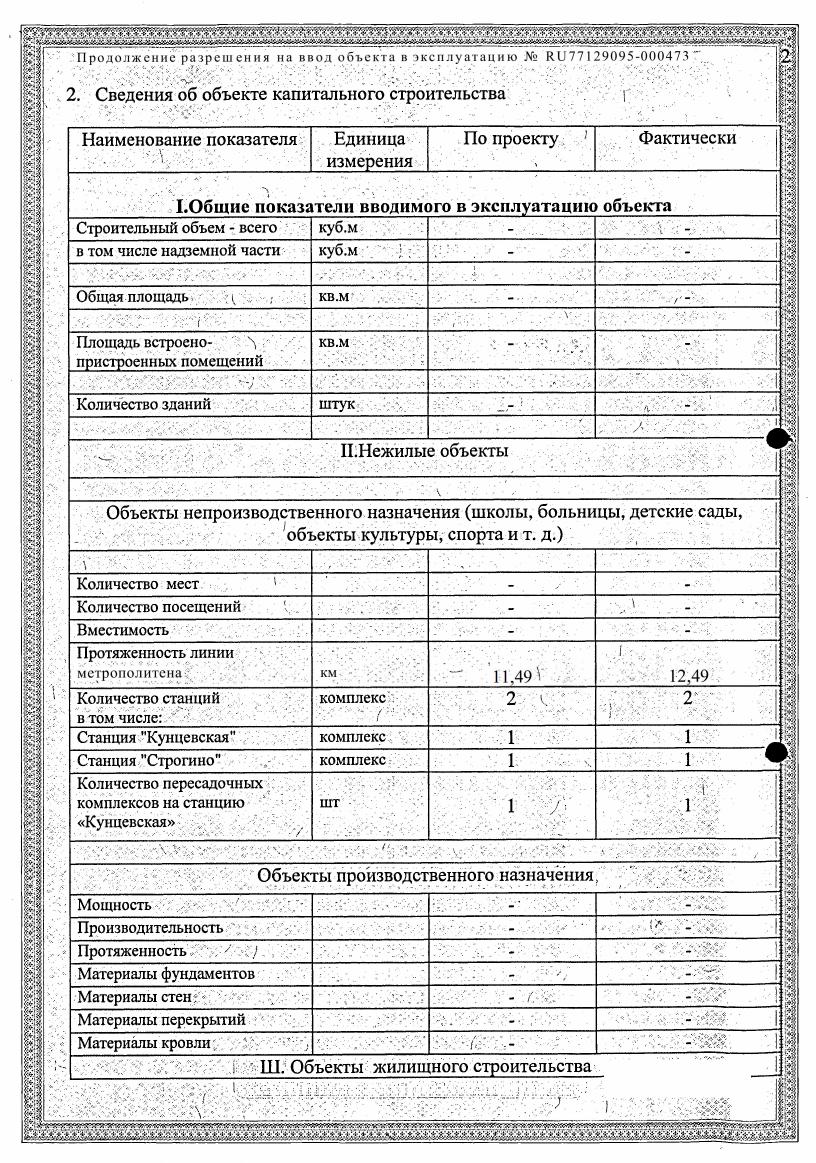 Продолжение разрешения на ввод объекта в эксплуатацию № RU77129095-000473
2
2. Сведения об объекте капитального строительства
Наименование показателя Единица По проекту Фактически
измерения
I.Общие показатели вводимого в эксплуатацию объекта
Строительный объем - всего куб.м - -
в том числе надземной части куб.м - -
Общая площадь кв.м - -
Площадь встроено- кв.м - -
пристроенных помещений
Количество зданий штук - -
II.Нежилые объекты
Объекты непроизводственного назначения (школы, больницы, детские сады,
объекты культуры, спорта и т. д.)
Количество мест - -
Количество посещений - -
Вместимость - -
Протяженность линии
метрополитена км 11,49 12,49
Количество станций комплекс 2 2
в том числе:
Станция "Кунцевская" комплекс 1 1
Станция "Строгино" комплекс 1 1
Количество пересадочных
комплексов на станцию шт 1 1
«Кунцевская»
Объекты производственного назначения
Мощность - -
Производительность - -
Протяженность - -
Материалы фундаментов - -
Материалы стен - -
Материалы перекрытий - -
Материалы кровли - -
III. Объекты жилищного строительства